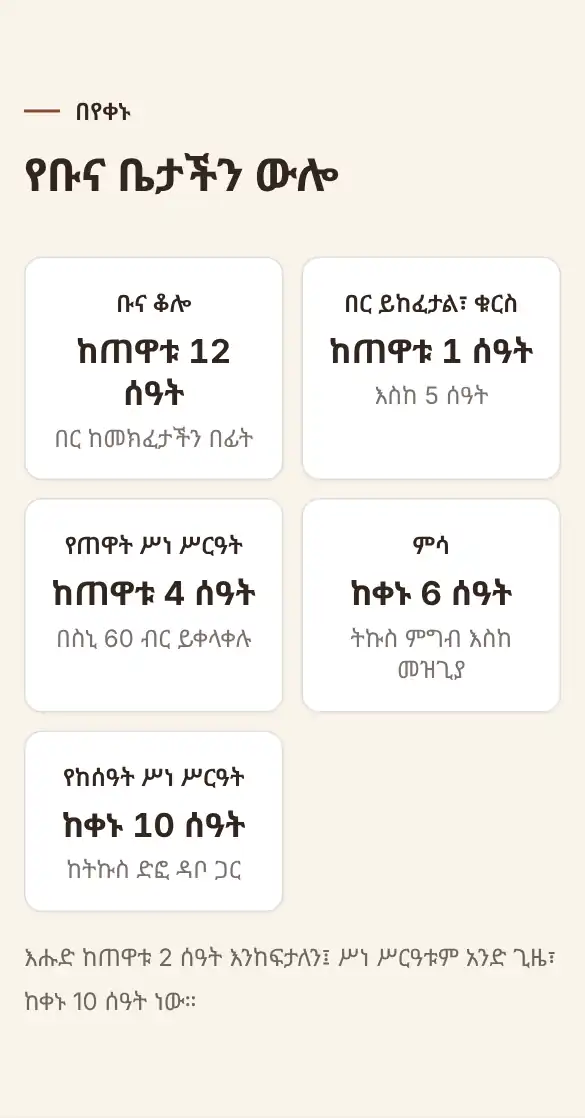 በየቀኑ
የቡና ቤታችን ውሎ
ቡና ቆሎ
ከጠዋቱ 12
ሰዓት
በር ከመክፈታችን በፊት
በር ይከፈታል፣ ቁርስ
ከጠዋቱ 1 ሰዓት
እስከ 5 ሰዓት
የጠዋት ሥነ ሥርዓት
ከጠዋቱ 4 ሰዓት
በስኒ 60 ብር ይቀላቀሉ
ምሳ
ከቀኑ 6 ሰዓት
ትኩስ ምግብ እስከ
መዝጊያ
የከሰዓት ሥነ ሥርዓት
ከቀኑ 10 ሰዓት
ከትኩስ ድፎ ዳቦ ጋር
እሑድ ከጠዋቱ 2 ሰዓት እንከፍታለን፤ ሥነ ሥርዓቱም አንድ ጊዜ፣
ከቀኑ 10 ሰዓት ነው።